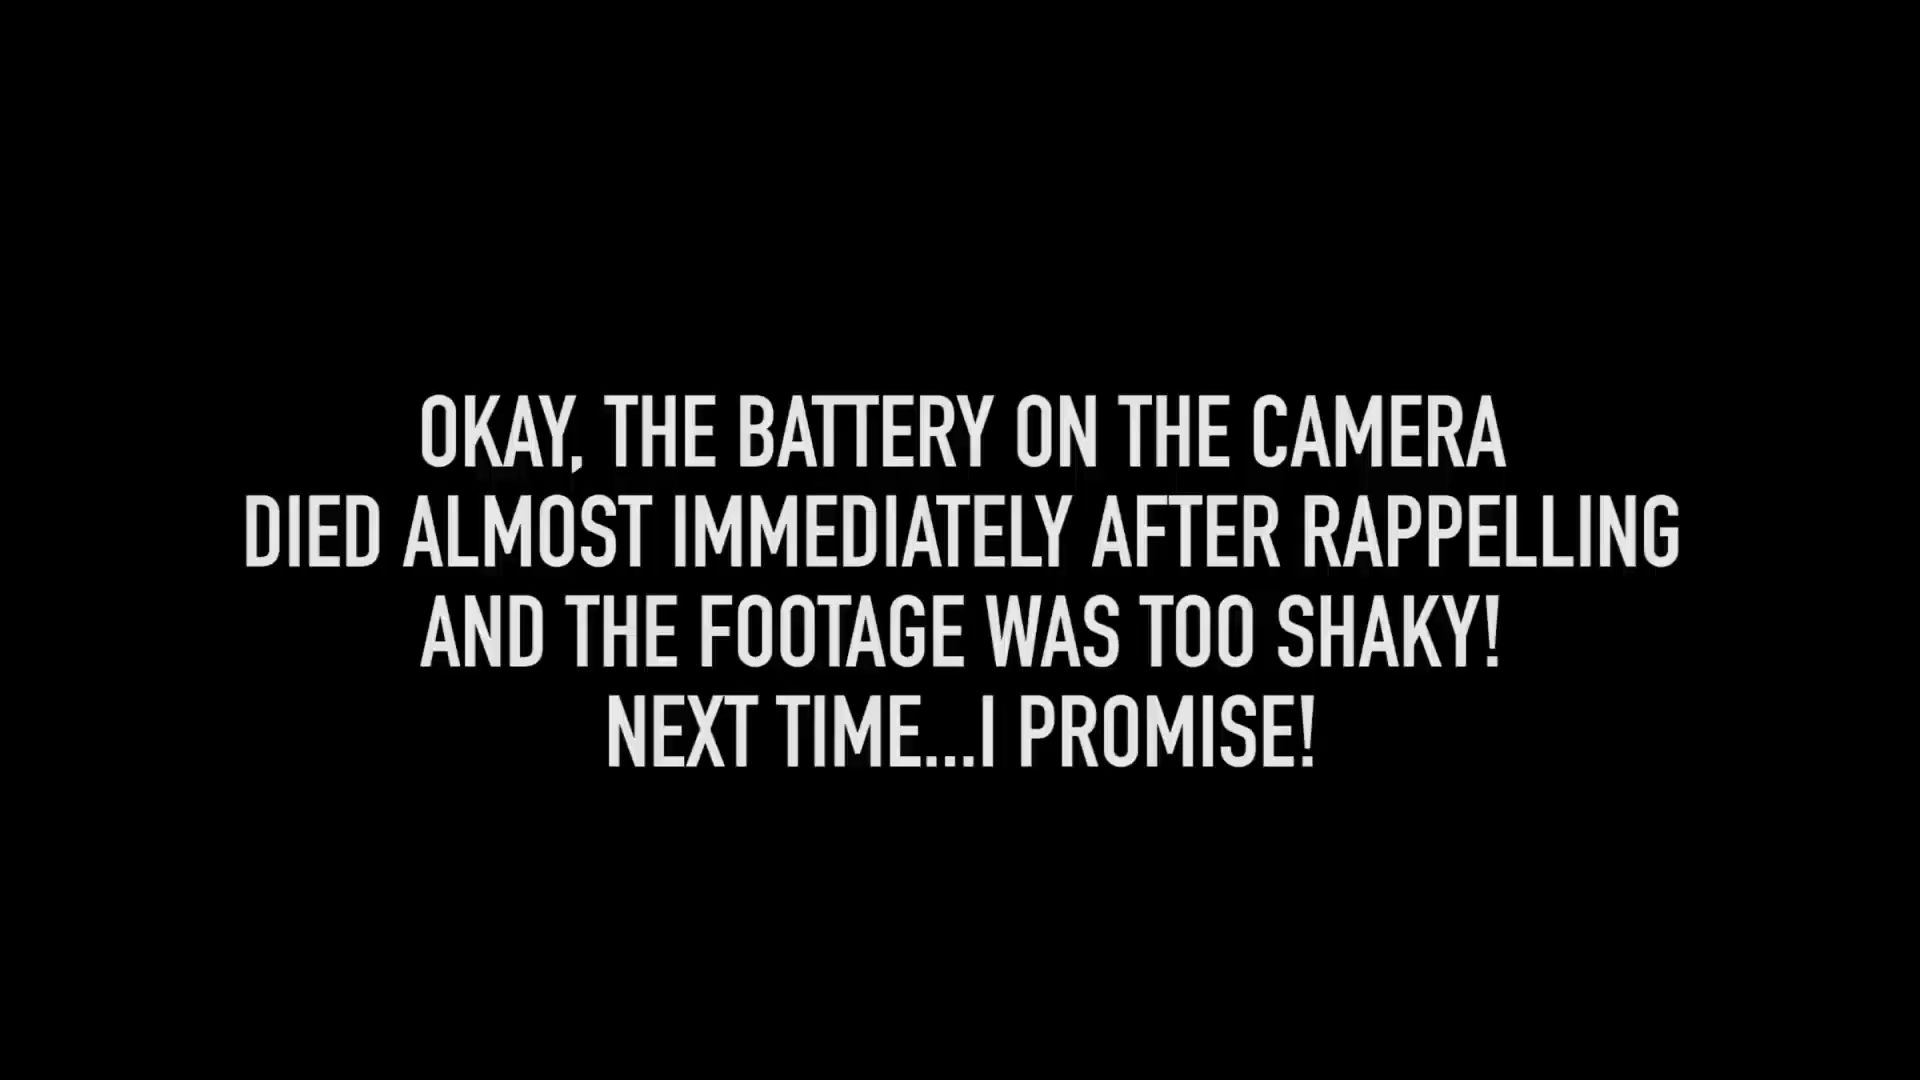 OKAY, THE BATTERY ON THE CAMERA
DIED ALMOST IMMEDIATELY AFTER RAPPELLING
AND THE FOOTAGE WAS TOO SHAKY!
NEXT TIME...I PROMISE!